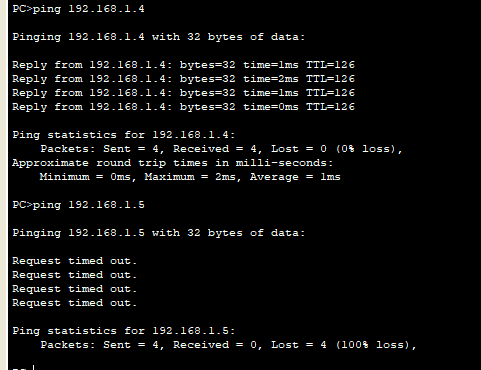 PC>ping 192.168.1.4
Pinging 192.168.1.4 with 32 bytes of data:
Reply from 192.168.1.4: bytes=32 time=1ms TTL=126
Reply from 192.168.1.4: bytes=32 time=2ms TTL=126
Reply from 192.168.1.4: bytes=32 time=1ms TTL=126
Reply from 192.168.1.4: bytes=32 time=0ms TTL=126
Ping statistics for 192.168.1.4:
    Packets: Sent = 4, Received = 4, Lost = 0 (0% loss),
Approximate round trip times in milli-seconds:
    Minimum = 0ms, Maximum = 2ms, Average = 1ms
PC>ping 192.168.1.5
Pinging 192.168.1.5 with 32 bytes of data:
Request timed out.
Request timed out.
Request timed out.
Request timed out.
Ping statistics for 192.168.1.5:
    Packets: Sent = 4, Received = 0, Lost = 4 (100% loss),